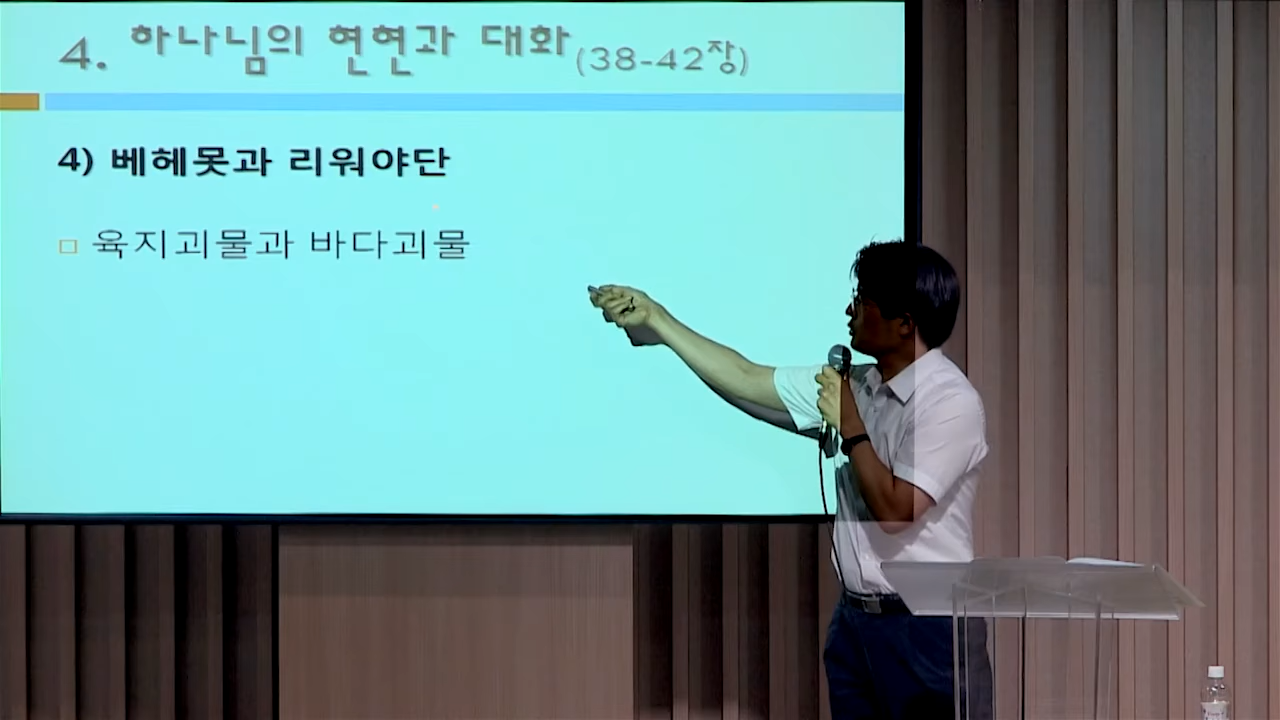 4. 하나님의 현현과 대화(38-42장)
4) 베헤못과 리워야단
육지괴물과 바다괴물